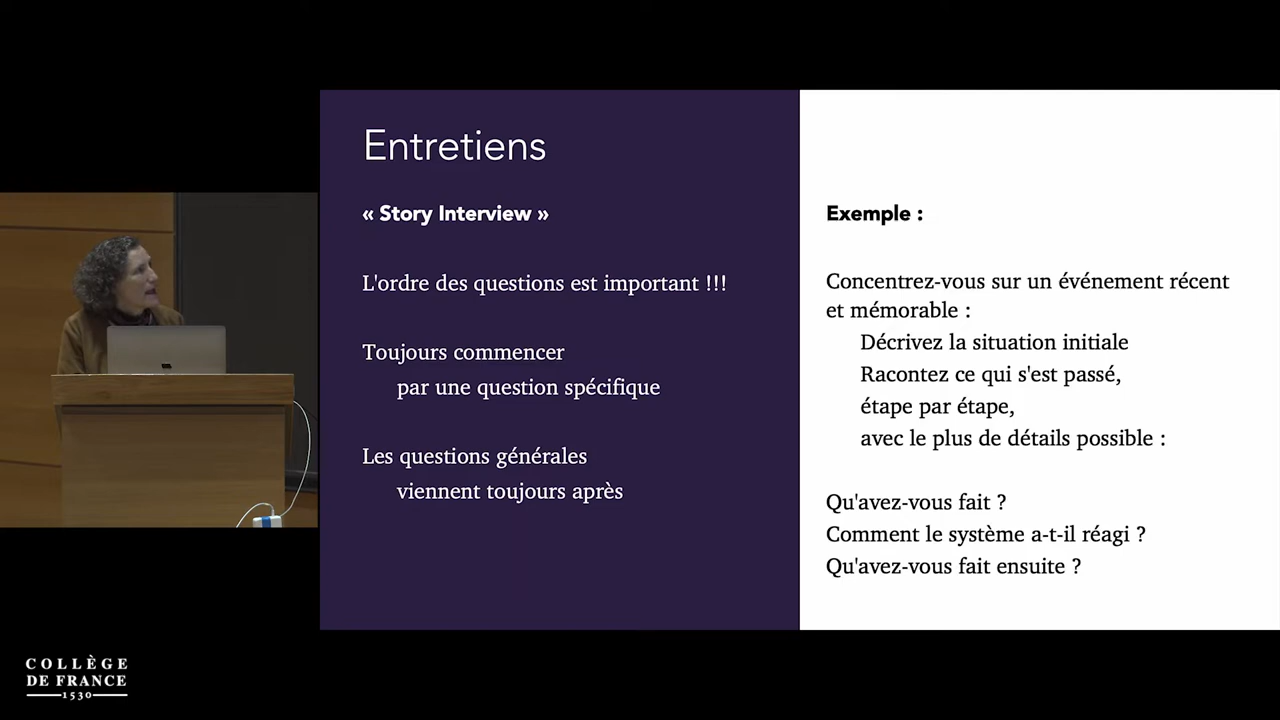 Entretiens
« Story Interview »
L'ordre des questions est important !!!
Toujours commencer
par une question spécifique
Les questions générales
viennent toujours après
Exemple :
Concentrez-vous sur un événement récent
et mémorable :
Décrivez la situation initiale
Racontez ce qui s'est passé,
étape par étape,
avec le plus de détails possible :
Qu'avez-vous fait ?
Comment le système a-t-il réagi ?
Qu'avez-vous fait ensuite ?
COLLÈGE
DE FRANCE
1530